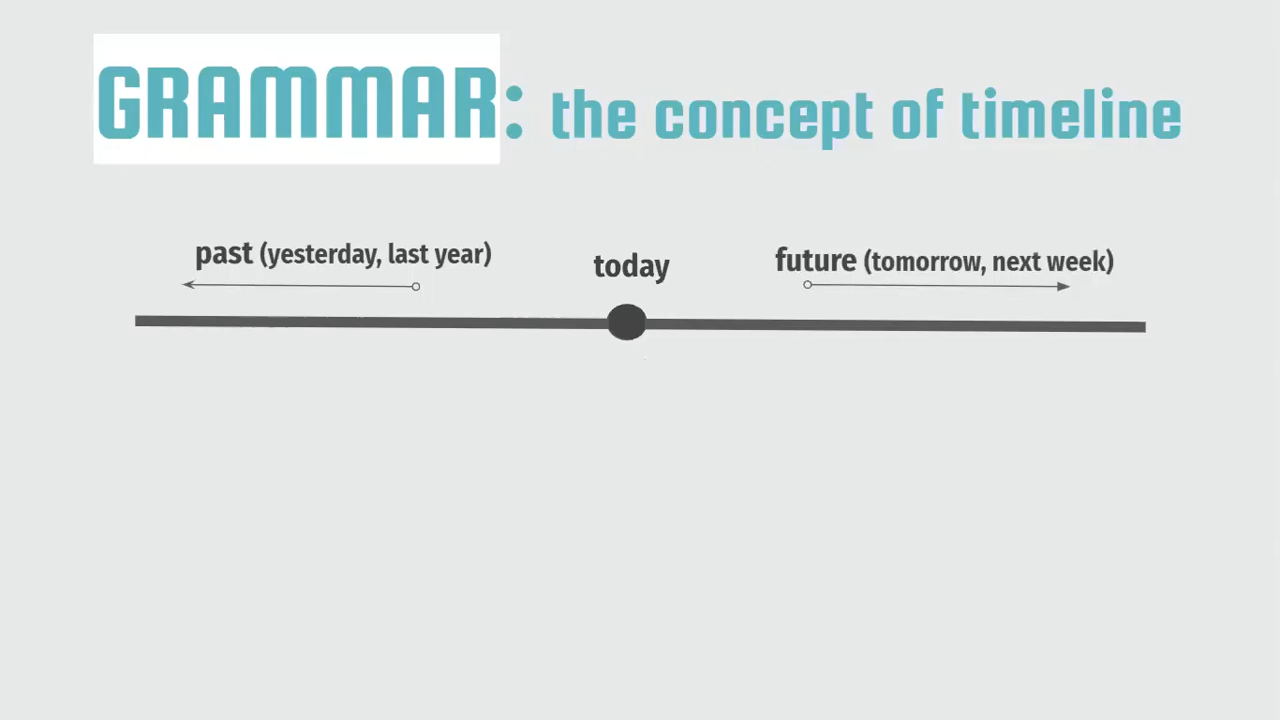 GRAMMAR: the concept of timeline
past (yesterday, last year)
today
future (tomorrow, next week)